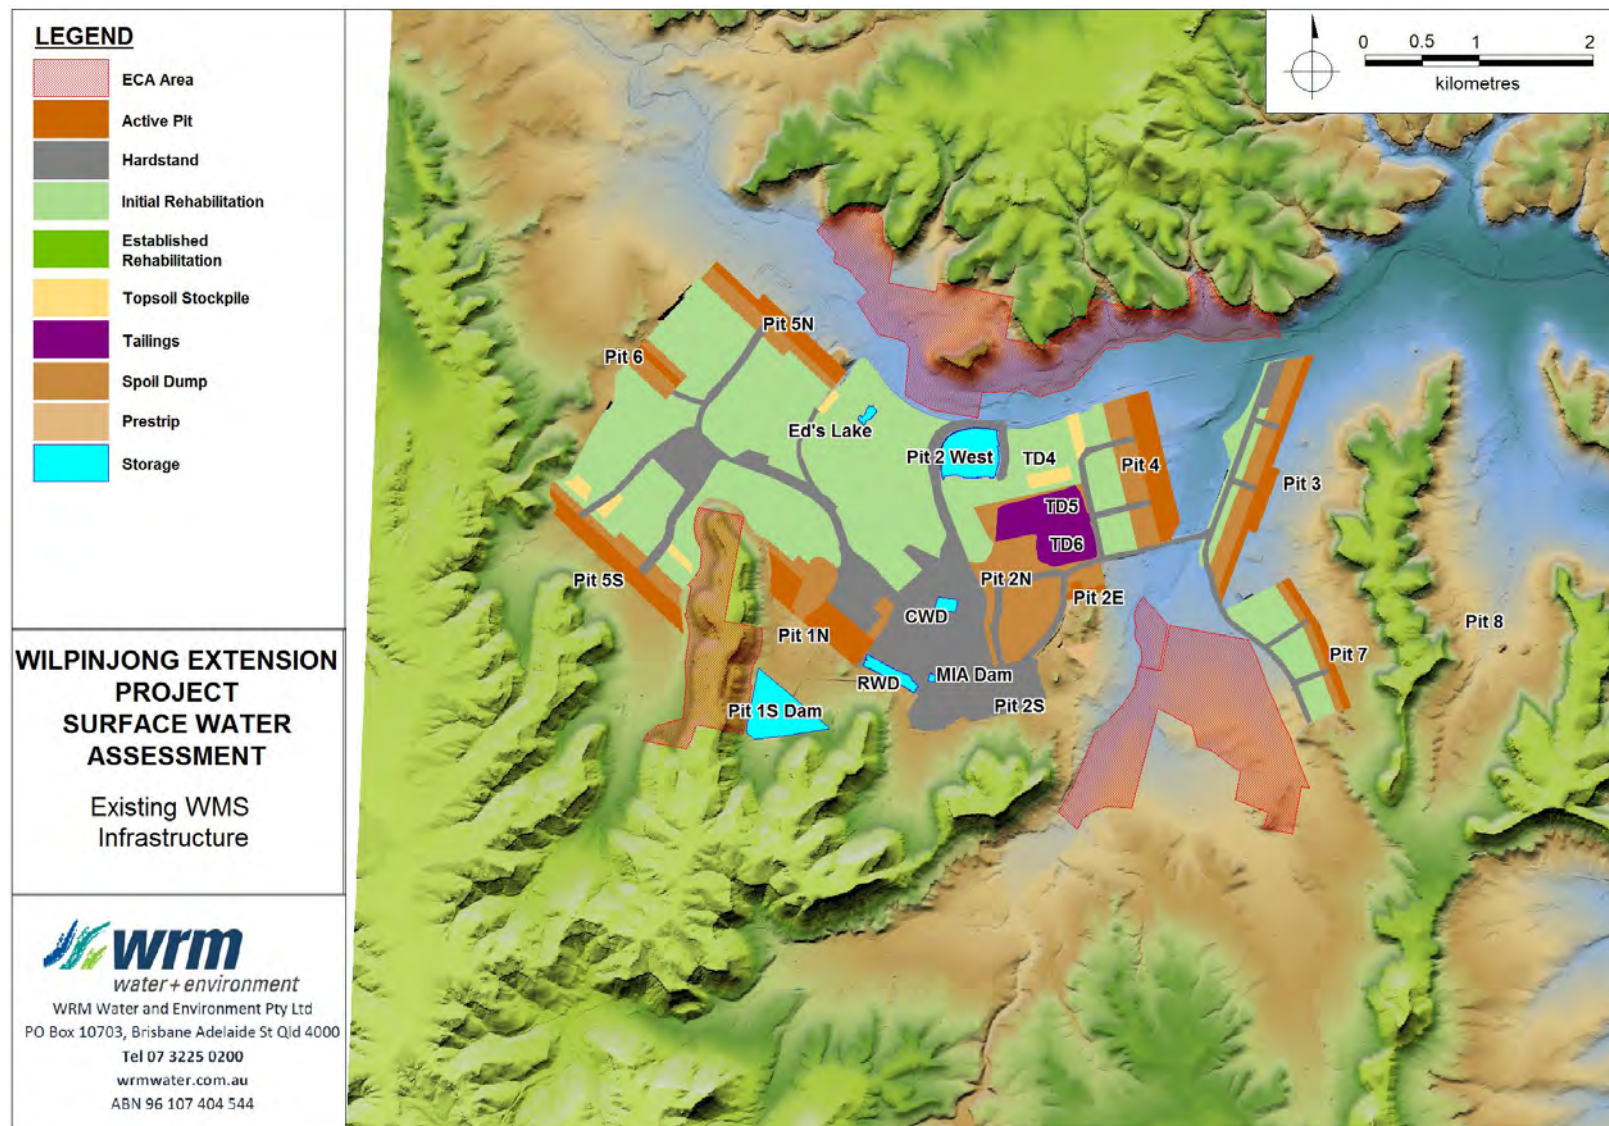 LEGEND
ECA Area
Active Pit
Hardstand
Initial Rehabilitation
Established
Rehabilitation
Topsoil Stockpile
Tailings
Spoil Dump
Prestrip
Storage
WILPINJONG EXTENSION
PROJECT
SURFACE WATER
ASSESSMENT
Existing WMS
Infrastructure
wrm
water+environment
WRM Water and Environment Pty Ltd
PO Box 10703, Brisbane Adelaide St Qld 4000
Tel 07 3225 0200
wrmwater.com.au
ABN 96 107 404 544
0 0.5 1 2
kilometres
Pit 5N
Pit 6
Ed's Lake
Pit 2 West
TD4
Pit 4
Pit 3
TD5
TD6
Pit 5S
Pit 2N
Pit 2E
CWD
Pit 1N
Pit 8
Pit 7
RWD
MIA Dam
Pit 2S
Pit 1S Dam